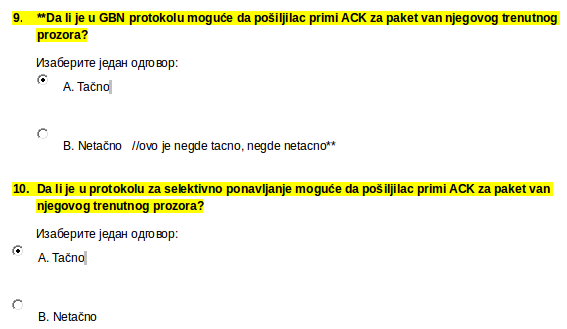 9. **Da li je u GBN protokolu moguće da pošiljilac primi ACK za paket van njegovog trenutnog
prozora?
Изаберите један одговор:
A. Tačno
B. Netačno //ovo je negde tacno, negde netacno**
10. Da li je u protokolu za selektivno ponavljanje moguće da pošiljilac primi ACK za paket van
njegovog trenutnog prozora?
Изаберите један одговор:
A. Tačno
B. Netačno